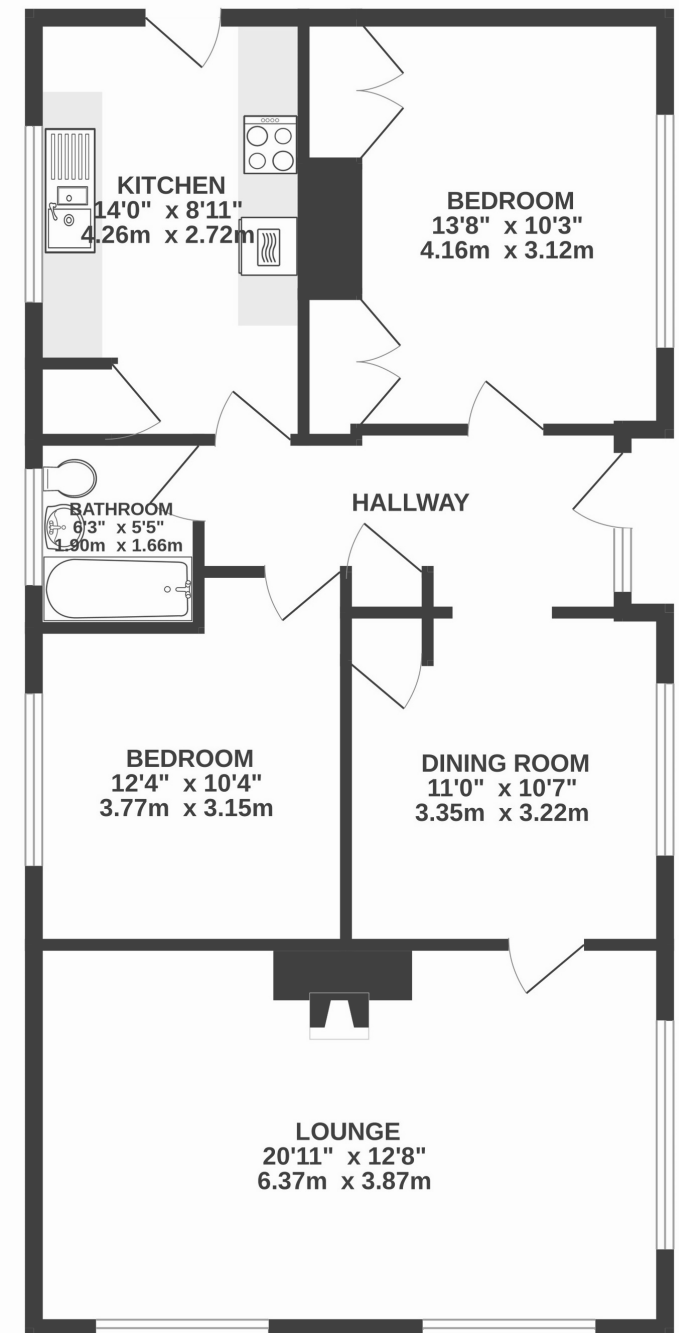 KITCHEN
14'0" x 8'11"
4.26m x 2.72m
BEDROOM
13'8" x 10'3"
4.16m x 3.12m
HALLWAY
BATHROOM
6'3" x 5'5"
1.90m x 1.66m
BEDROOM
12'4" x 10'4"
3.77m x 3.15m
DINING ROOM
11'0" x 10'7"
3.35m x 3.22m
LOUNGE
20'11" x 12'8"
6.37m x 3.87m